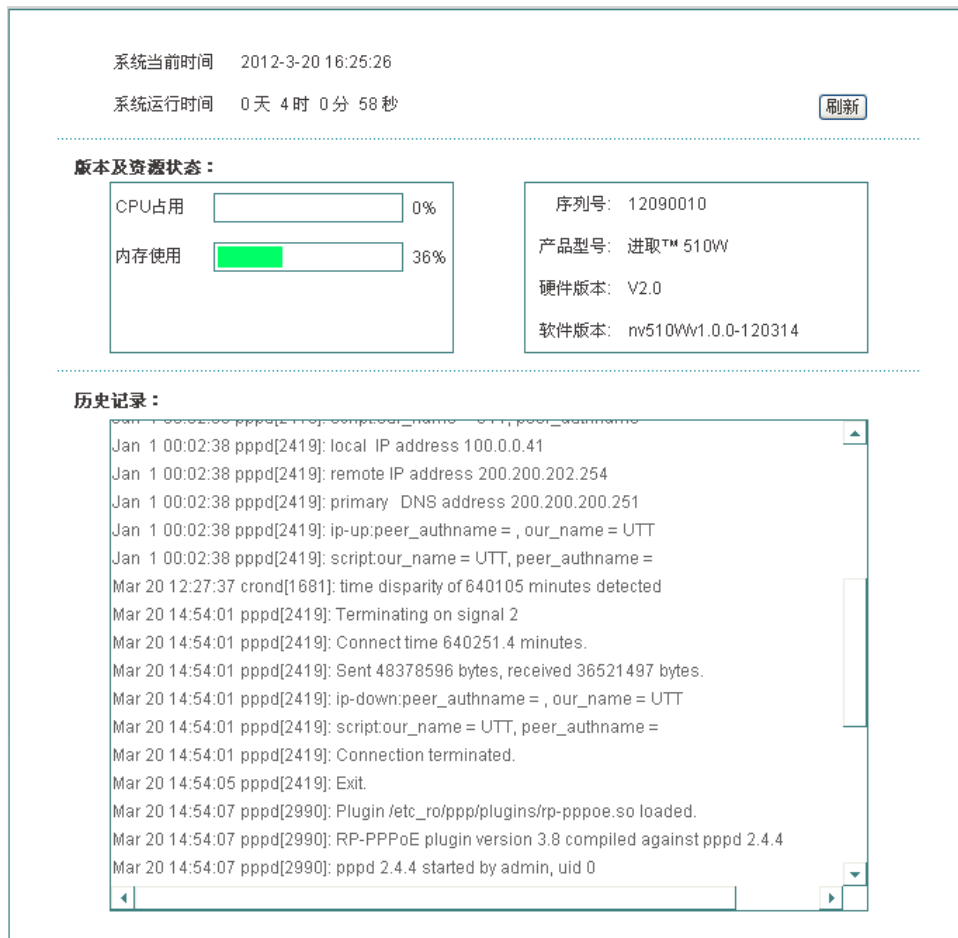 系统当前时间 2012-3-20 16:25:26
系统运行时间 0天 4时 0分 58秒
刷新
版本及资源状态：
CPU占用 0%
内存使用 36%
序列号: 12090010
产品型号: 进取™ 510W
硬件版本: V2.0
软件版本: nv510Wv1.0.0-120314
历史记录：
Jan 1 00:02:38 pppd[2419]: script:our_name = UTT, peer_authname =
Jan 1 00:02:38 pppd[2419]: local IP address 100.0.0.41
Jan 1 00:02:38 pppd[2419]: remote IP address 200.200.202.254
Jan 1 00:02:38 pppd[2419]: primary DNS address 200.200.200.251
Jan 1 00:02:38 pppd[2419]: ip-up:peer_authname = , our_name = UTT
Jan 1 00:02:38 pppd[2419]: script:our_name = UTT, peer_authname =
Mar 20 12:27:37 crond[1681]: time disparity of 640105 minutes detected
Mar 20 14:54:01 pppd[2419]: Terminating on signal 2
Mar 20 14:54:01 pppd[2419]: Connect time 640251.4 minutes.
Mar 20 14:54:01 pppd[2419]: Sent 48378596 bytes, received 36521497 bytes.
Mar 20 14:54:01 pppd[2419]: ip-down:peer_authname = , our_name = UTT
Mar 20 14:54:01 pppd[2419]: script:our_name = UTT, peer_authname =
Mar 20 14:54:01 pppd[2419]: Connection terminated.
Mar 20 14:54:05 pppd[2419]: Exit.
Mar 20 14:54:07 pppd[2990]: Plugin /etc_ro/ppp/plugins/rp-pppoe.so loaded.
Mar 20 14:54:07 pppd[2990]: RP-PPPoE plugin version 3.8 compiled against pppd 2.4.4
Mar 20 14:54:07 pppd[2990]: pppd 2.4.4 started by admin, uid 0